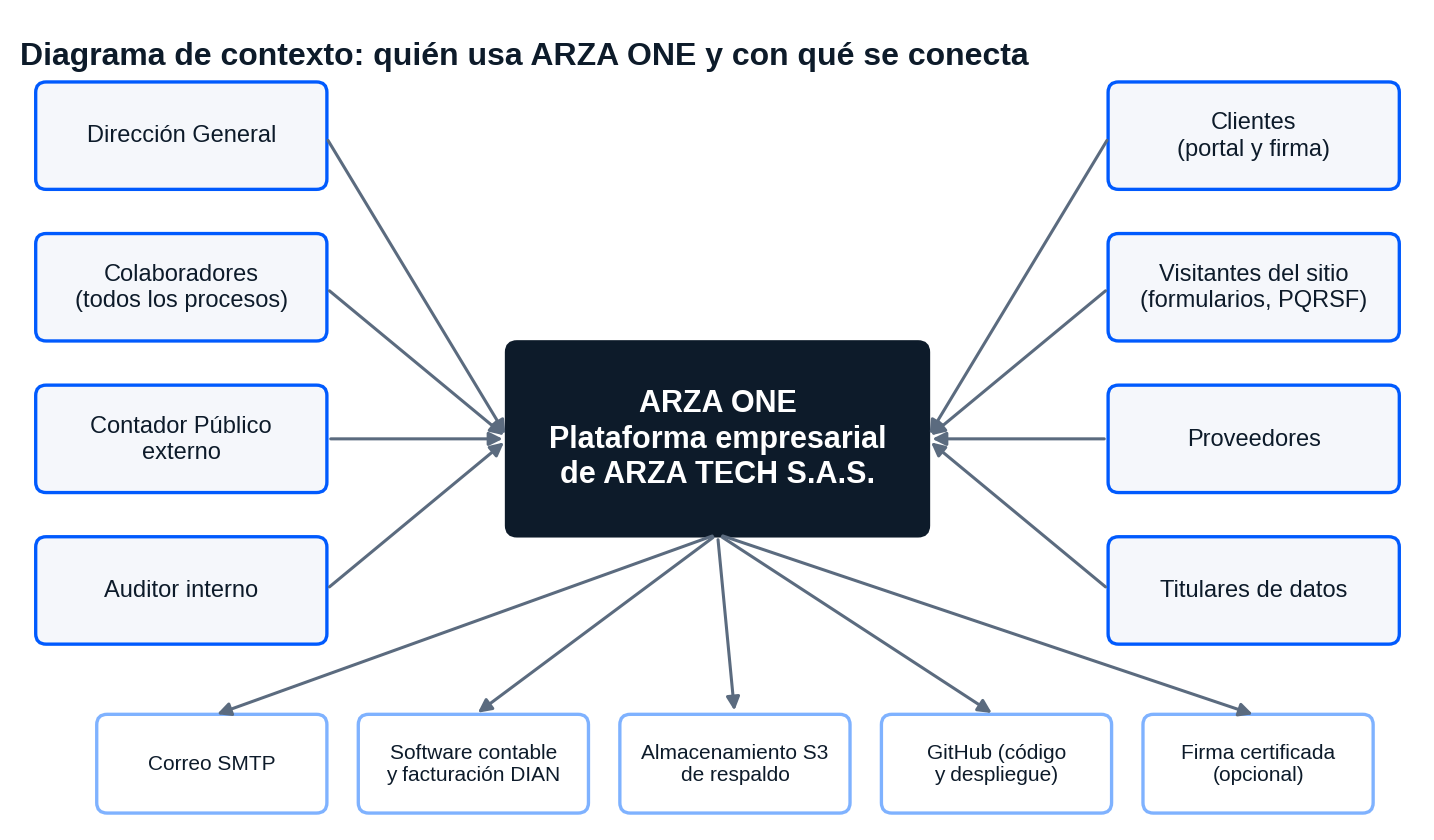 Diagrama de contexto: quién usa ARZA ONE y con qué se conecta
Dirección General
Colaboradores
(todos los procesos)
Contador Público
externo
Auditor interno
ARZA ONE
Plataforma empresarial
de ARZA TECH S.A.S.
Clientes
(portal y firma)
Visitantes del sitio
(formularios, PQRSF)
Proveedores
Titulares de datos
Correo SMTP
Software contable
y facturación DIAN
Almacenamiento S3
de respaldo
GitHub (código
y despliegue)
Firma certificada
(opcional)